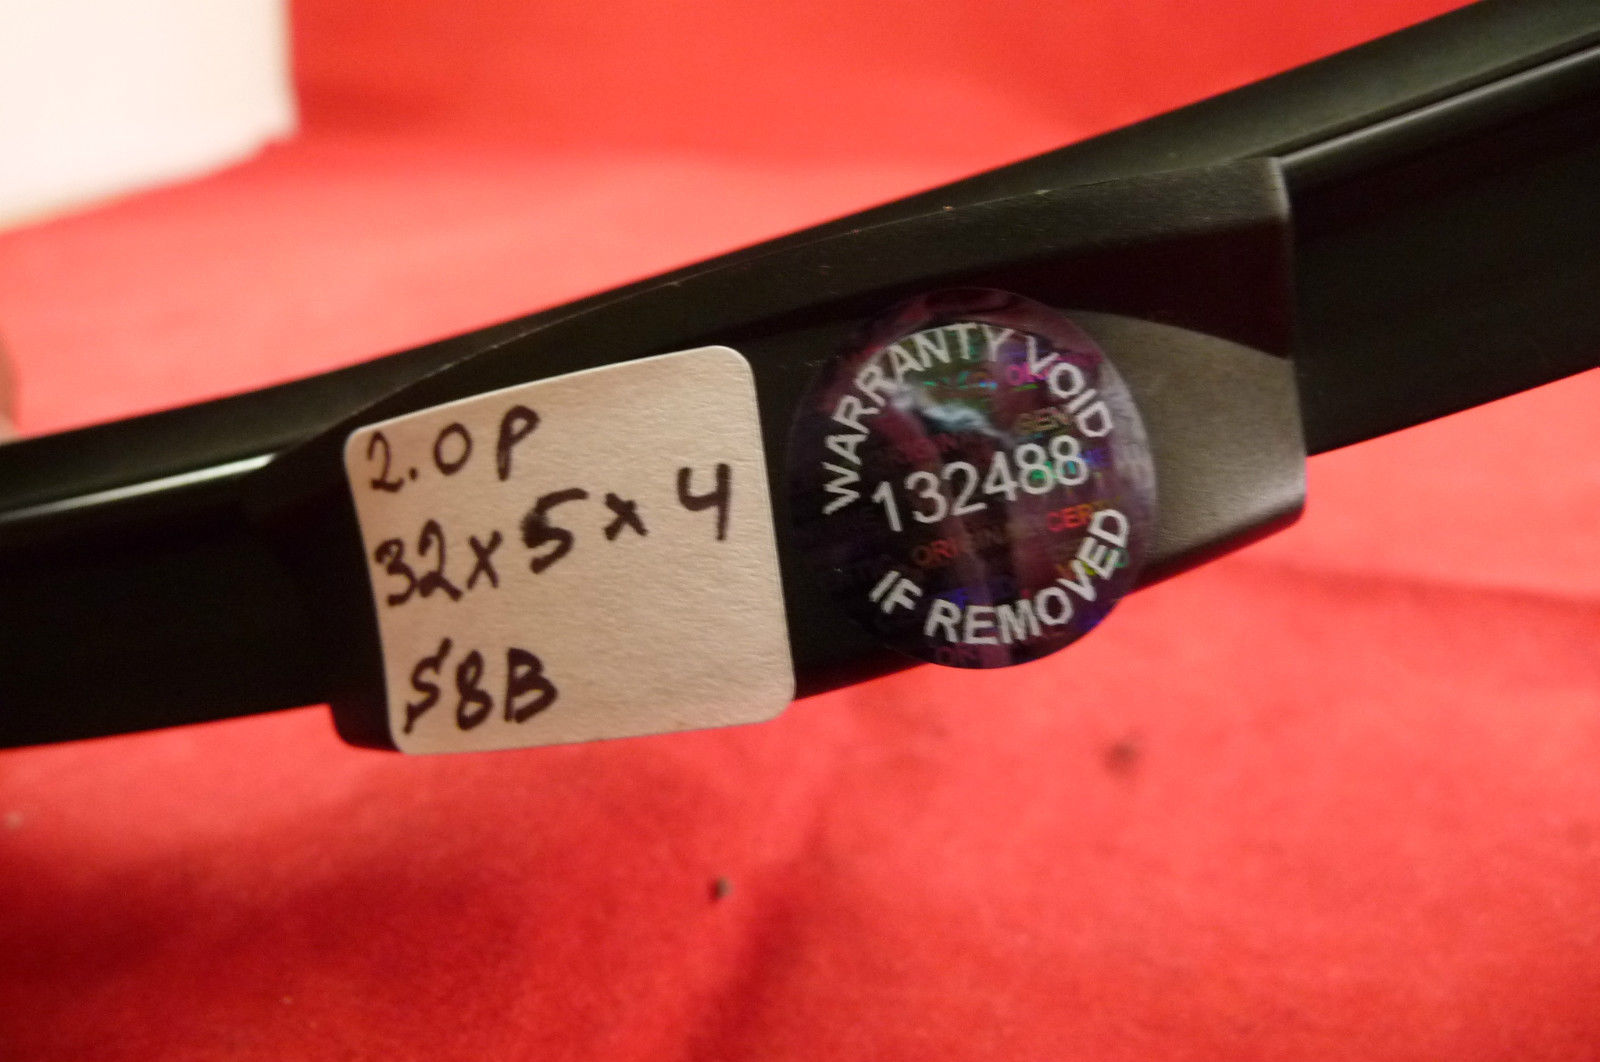 2.0P
32x5x4
S8B
WARRANTY VOID
132488
IF REMOVED